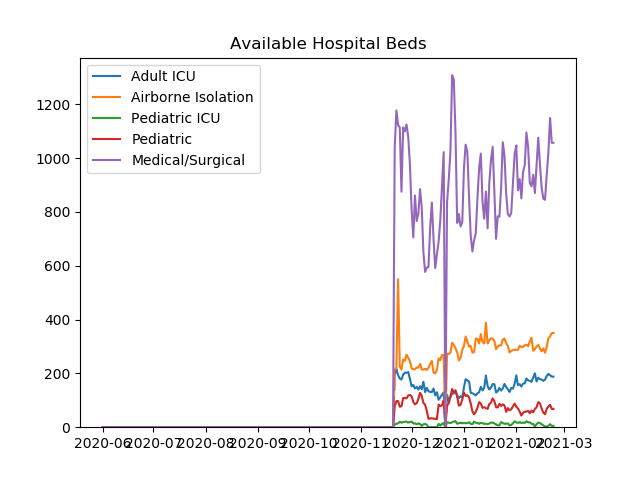 Available Hospital Beds
Adult ICU
Airborne Isolation
Pediatric ICU
Pediatric
Medical/Surgical
1200
1000
800
600
400
200
0
2020-06 2020-07 2020-08 2020-09 2020-10 2020-11 2020-12 2021-01 2021-02 2021-03